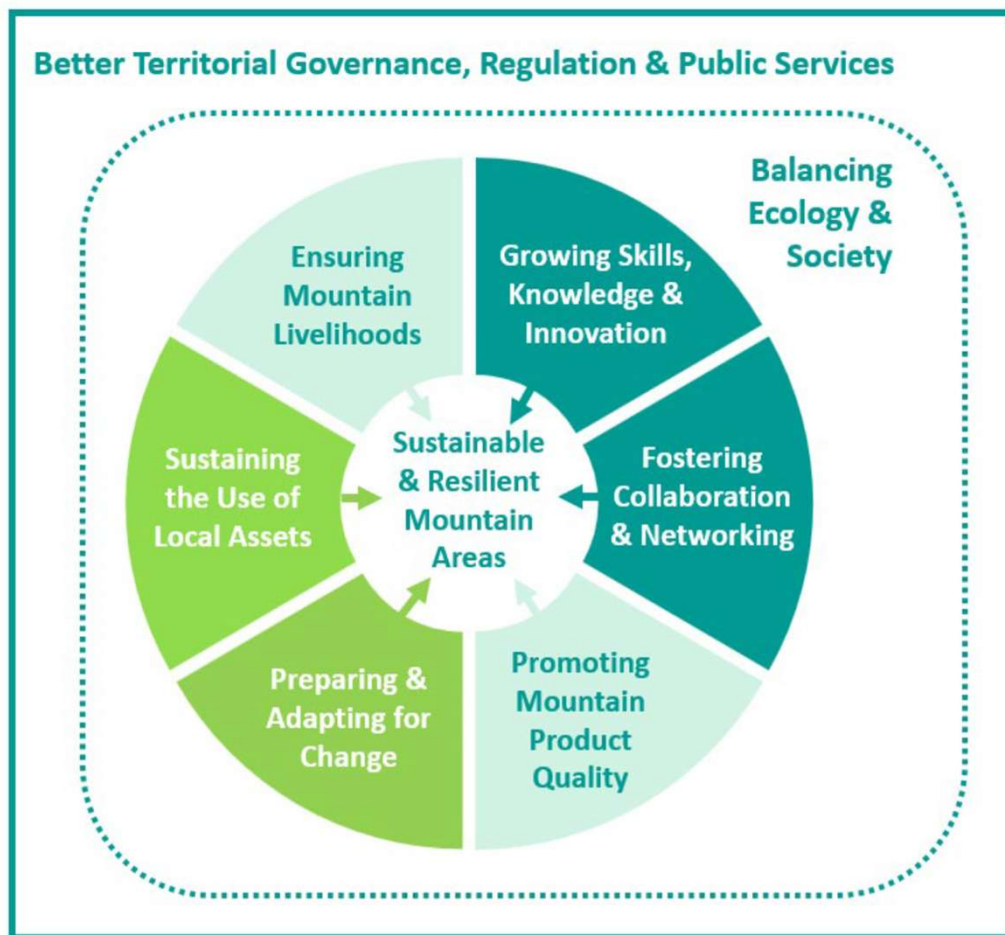 Better Territorial Governance, Regulation & Public Services
Balancing
Ecology &
Society
Ensuring
Mountain
Livelihoods
Growing Skills,
Knowledge &
Innovation
Fostering
Collaboration
& Networking
Promoting
Mountain
Product
Quality
Preparing &
Adapting for
Change
Sustaining
the Use of
Local Assets
Sustainable
& Resilient
Mountain
Areas